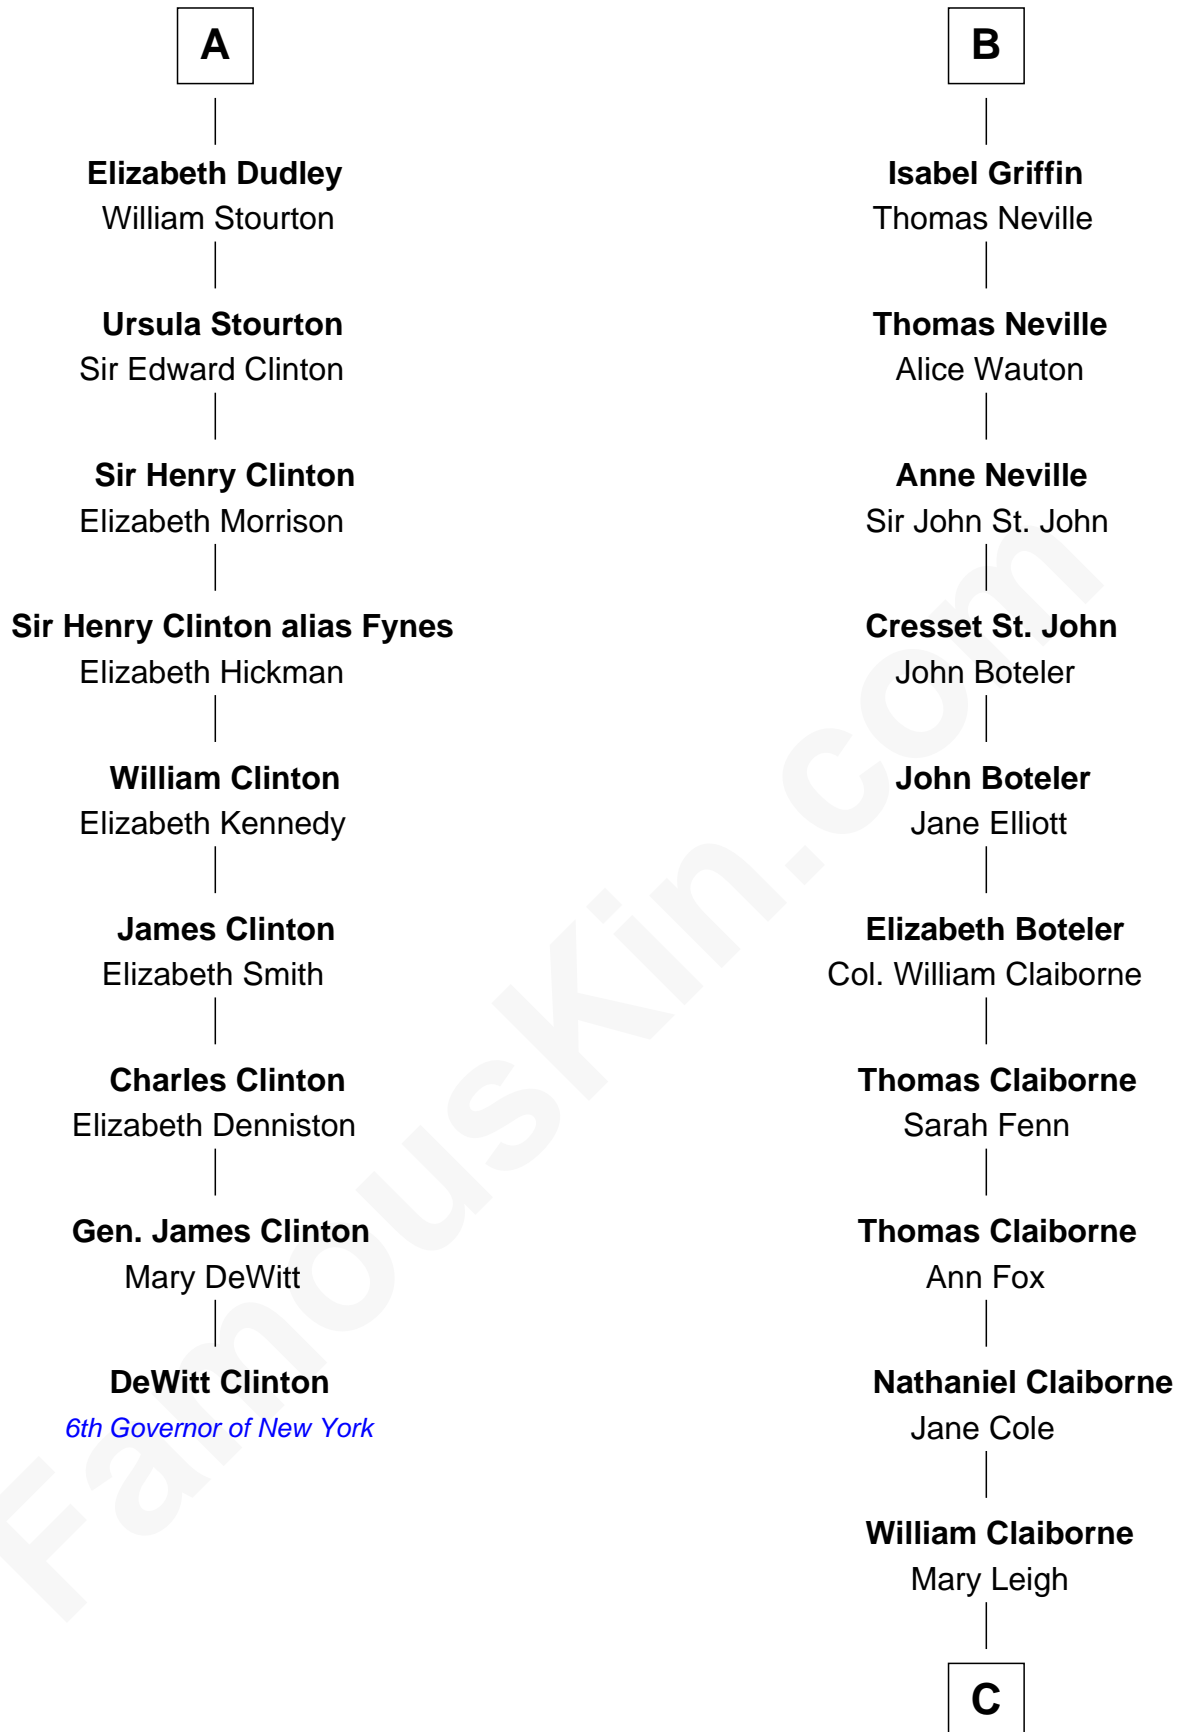 A
Elizabeth Dudley
William Stourton
Ursula Stourton
Sir Edward Clinton
Sir Henry Clinton
Elizabeth Morrison
Sir Henry Clinton alias Fynes
Elizabeth Hickman
William Clinton
Elizabeth Kennedy
James Clinton
Elizabeth Smith
Charles Clinton
Elizabeth Denniston
Gen. James Clinton
Mary DeWitt
DeWitt Clinton
6th Governor of New York
B
Isabel Griffin
Thomas Neville
Thomas Neville
Alice Wauton
Anne Neville
Sir John St. John
Cresset St. John
John Boteler
John Boteler
Jane Elliott
Elizabeth Boteler
Col. William Claiborne
Thomas Claiborne
Sarah Fenn
Thomas Claiborne
Ann Fox
Nathaniel Claiborne
Jane Cole
William Claiborne
Mary Leigh
C
FamousKin.com